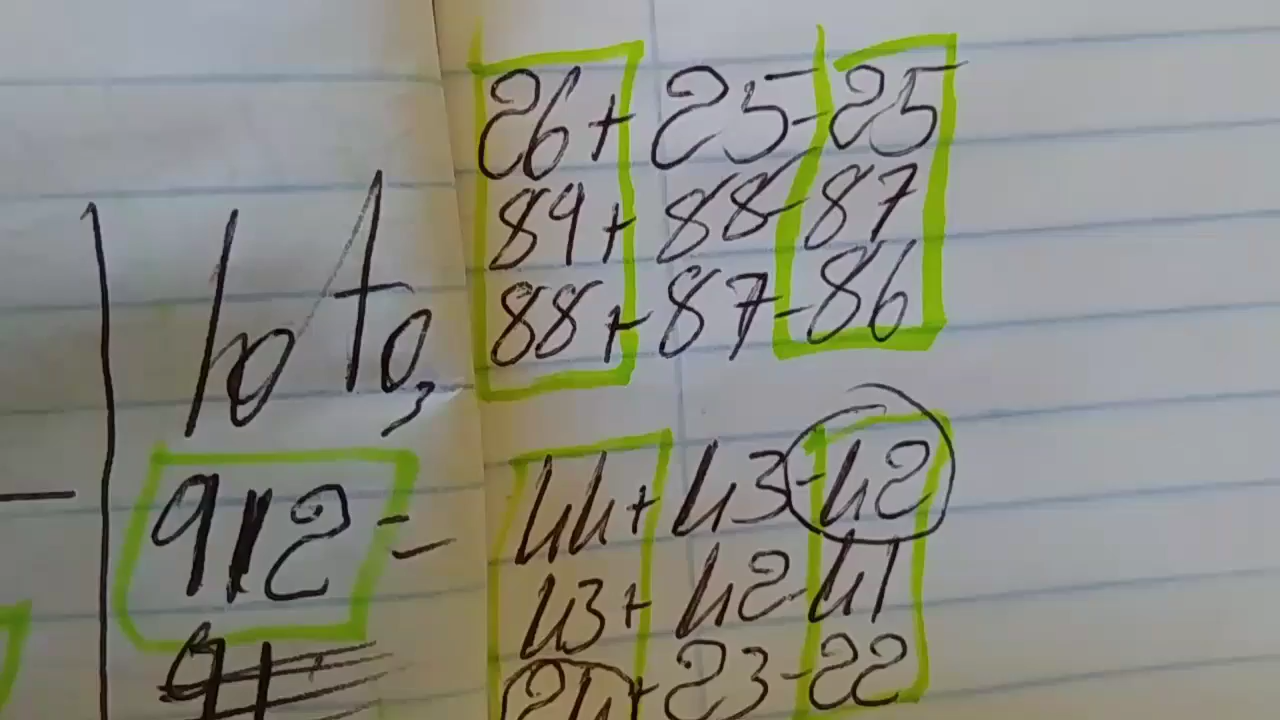 loto,
912 =
26 + 25 - 25
89 + 88 - 87
88 + 87 - 86
44 + 43 - 42
43 + 42 - 41
24 + 23 - 22